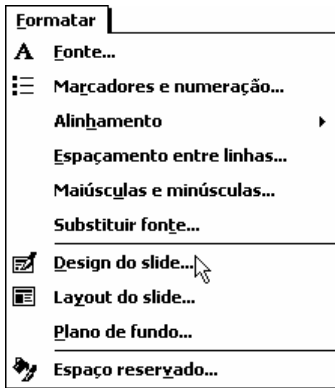 Formatar
Fonte...
Marcadores e numeração...
Alinhamento
Espaçamento entre linhas...
Maiúsculas e minúsculas...
Substituir fonte...
Design do slide...
Layout do slide...
Plano de fundo...
Espaço reservado...